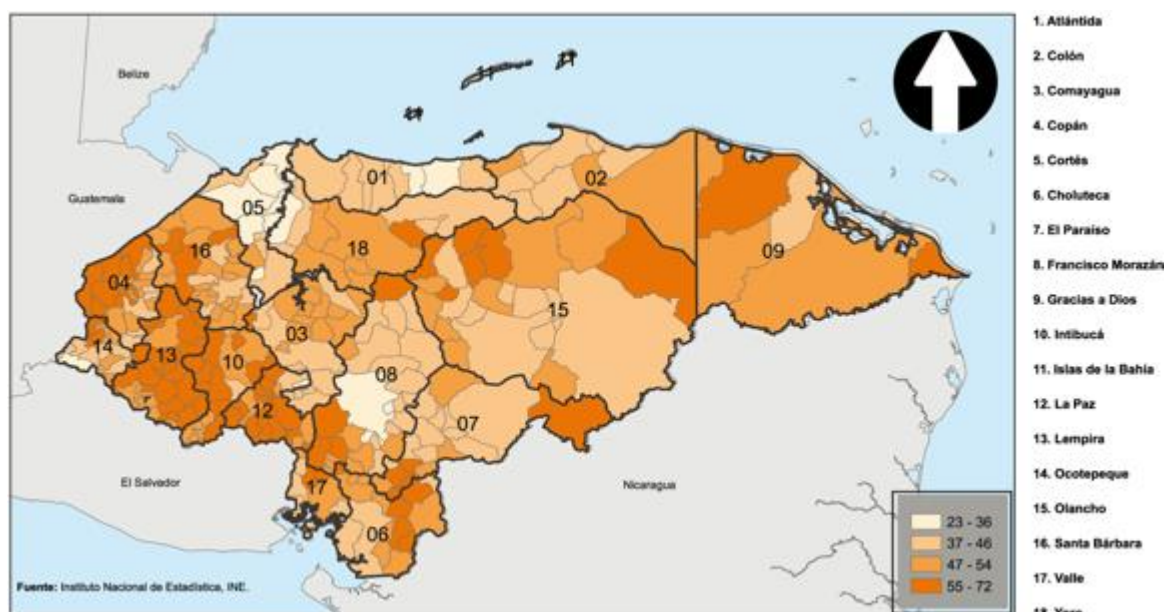 Belize
Guatemala
El Salvador
Nicaragua
01
02
05
18
09
16
04
15
03
14
13
10
08
12
07
17
06
23 - 36
37 - 46
47 - 54
55 - 72
Fuente: Instituto Nacional de Estadística, INE.
1. Atlántida
2. Colón
3. Comayagua
4. Copán
5. Cortés
6. Choluteca
7. El Paraíso
8. Francisco Morazán
9. Gracias a Dios
10. Intibucá
11. Islas de la Bahía
12. La Paz
13. Lempira
14. Ocotepeque
15. Olancho
16. Santa Bárbara
17. Valle